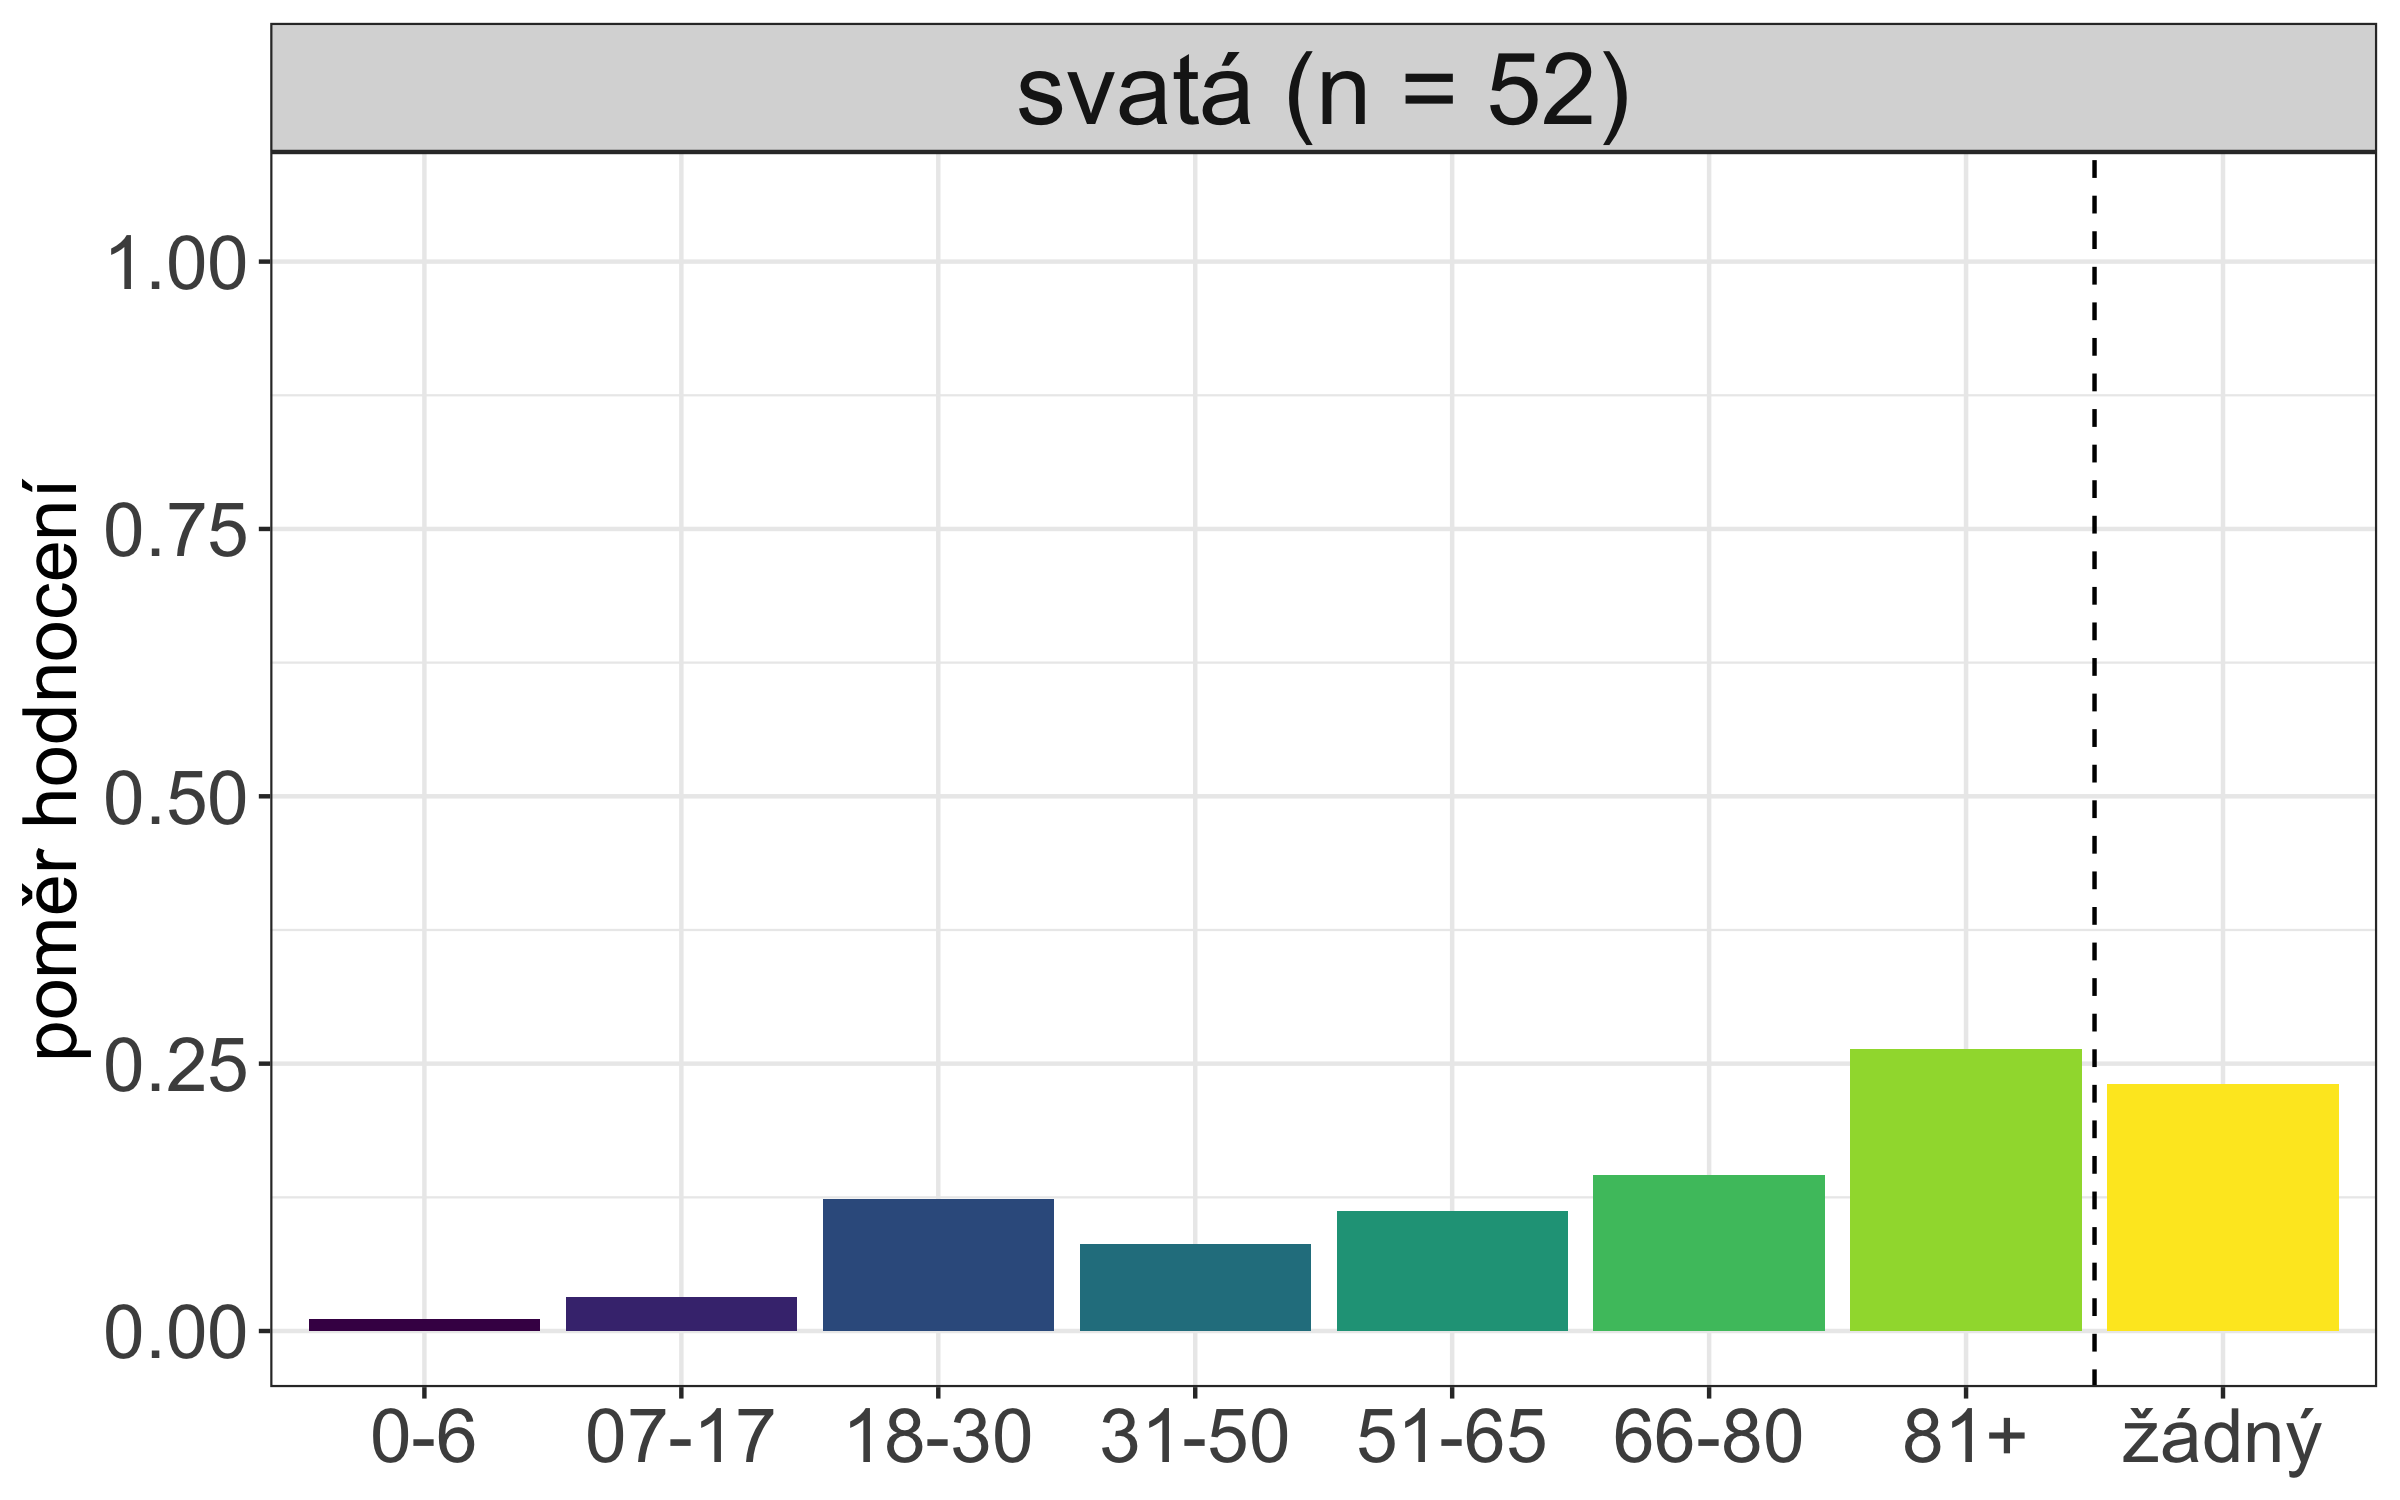 svatá (n = 52)
poměr hodnocení
1.00
0.75
0.50
0.25
0.00
0-6 07-17 18-30 31-50 51-65 66-80 81+ žádný